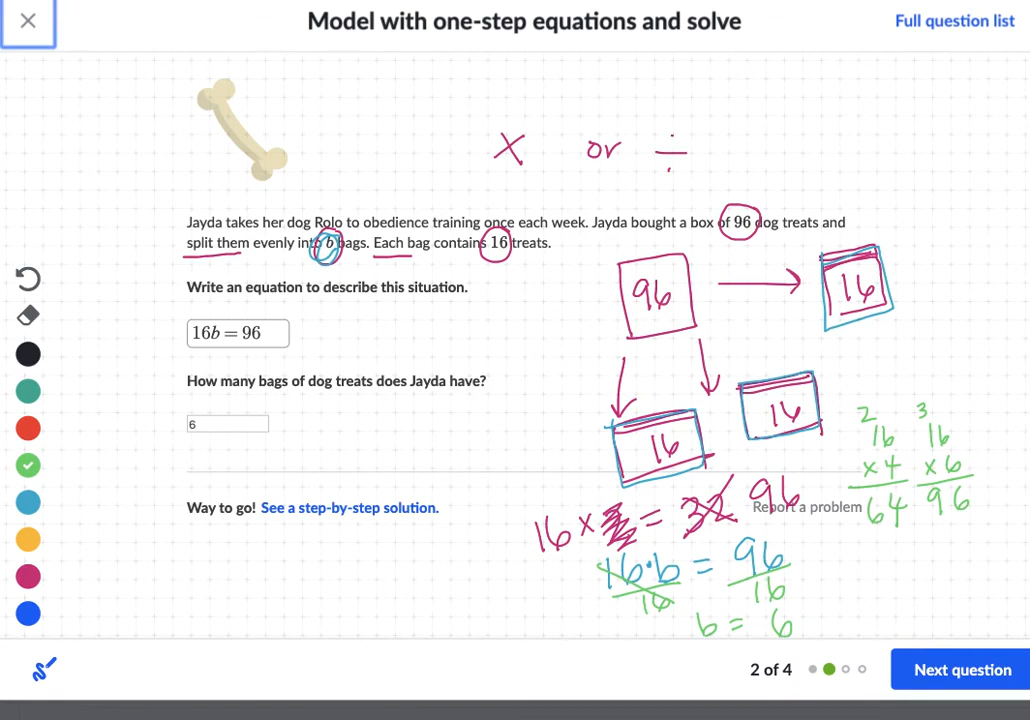 Model with one-step equations and solve
Full question list
X or ÷
Jayda takes her dog Rolo to obedience training once each week. Jayda bought a box of 96 dog treats and
split them evenly into b bags. Each bag contains 16 treats.
Write an equation to describe this situation.
16b = 96
How many bags of dog treats does Jayda have?
6
96
16
16
16
2 3
16 16
x 4 x 6
64 96
Way to go! See a step-by-step solution.
Report a problem
16 x = 32 96
16·b = 96
16 16
b = 6
2 of 4
Next question